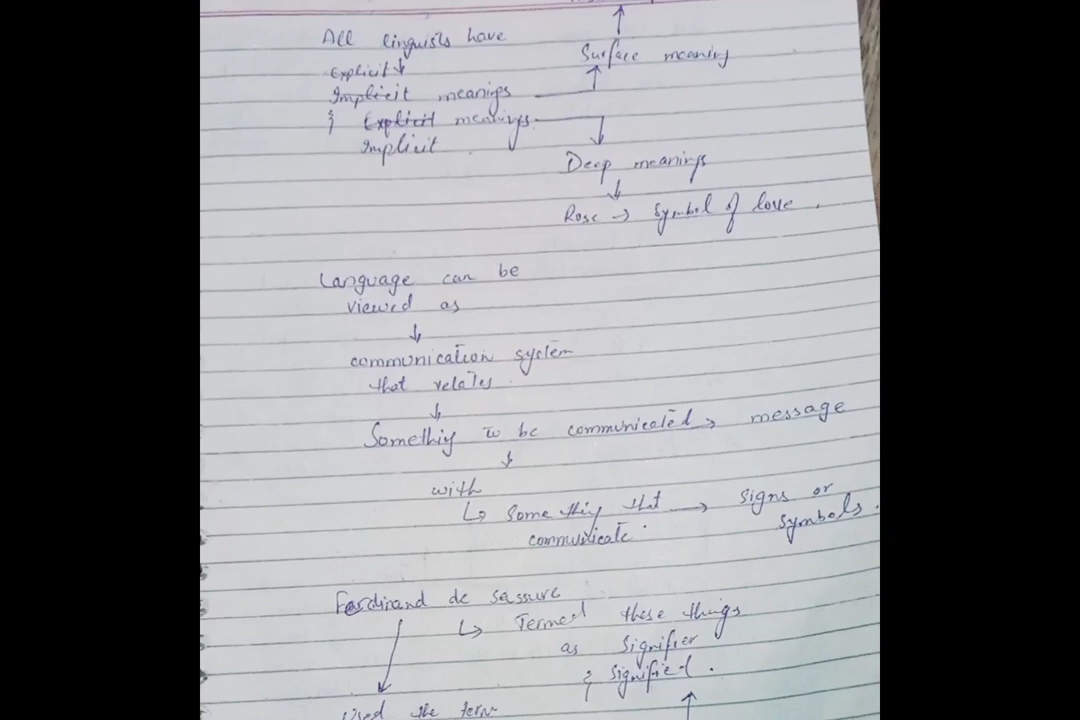 All linguists have
Explicit ↓
Implicit meanings → Surface meaning
& Explicit meanings
Implicit
Deep meanings
↓
Rose → symbol of love.
Language can be
viewed as
↓
communication system
that relates
↓
Something to be communicated → message
↓
with
↳ something that → signs or
communicate. symbols.
Ferdinand de sassure
↳ Termed these things
as signifier
& signified.
Used the term